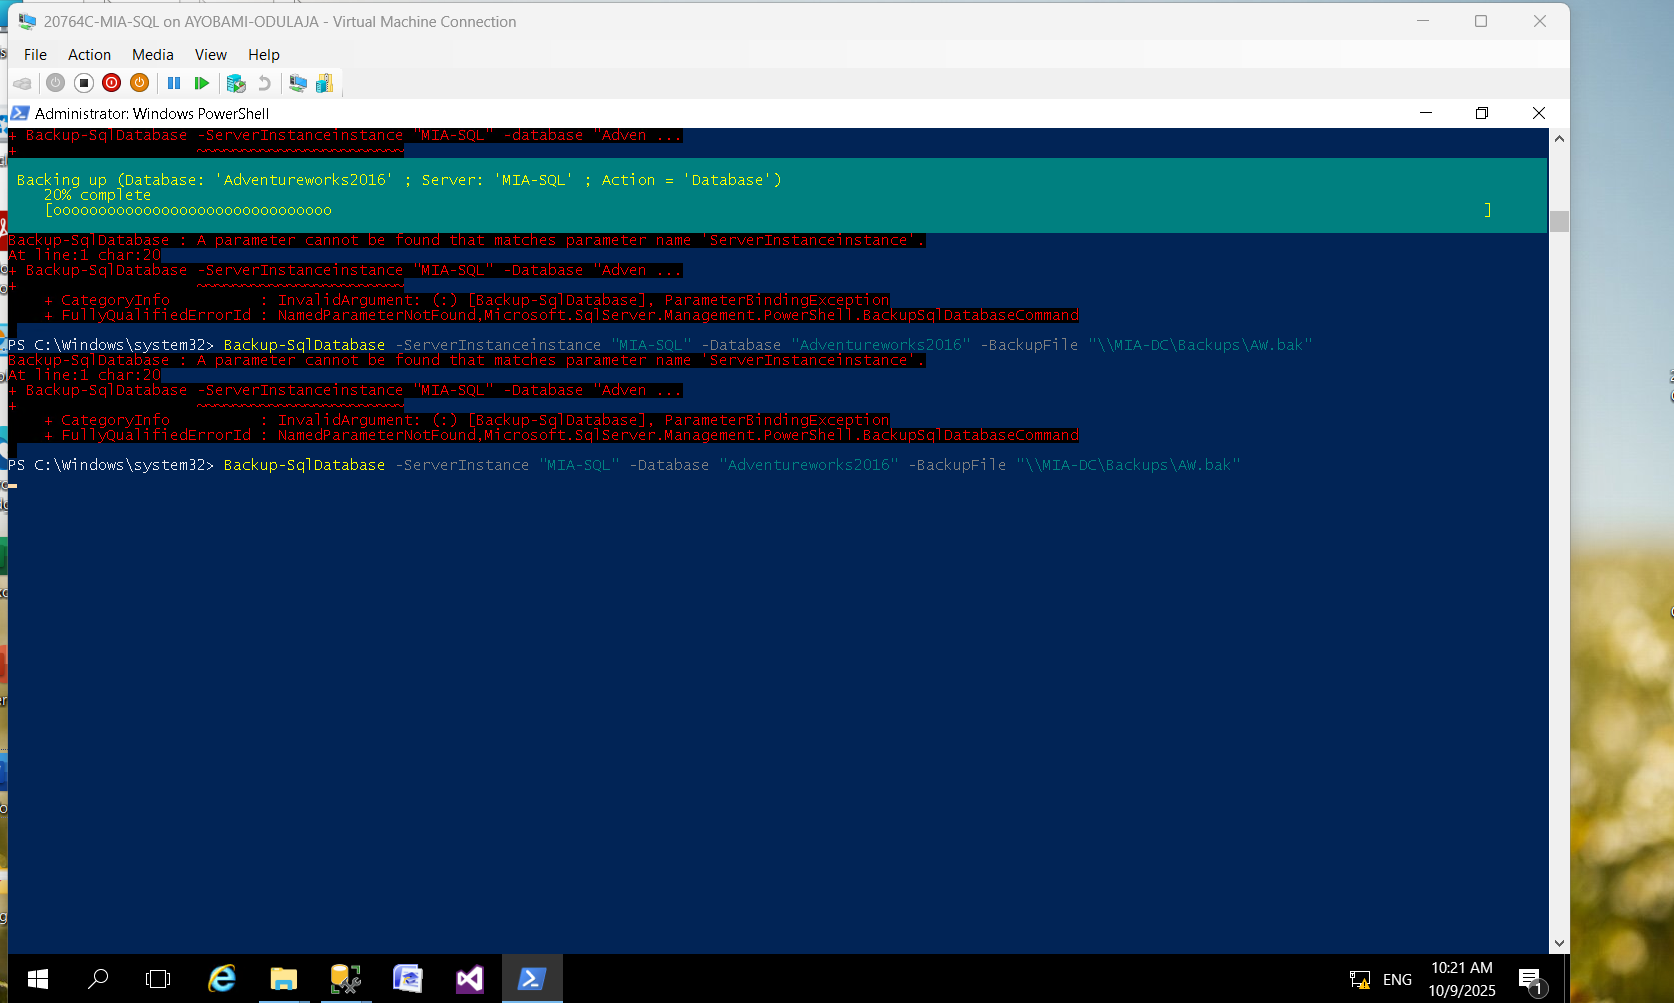 20764C-MIA-SQL on AYOBAMI-ODULAJA - Virtual Machine Connection
File Action Media View Help
Administrator: Windows PowerShell
+ Backup-SqlDatabase -ServerInstanceinstance "MIA-SQL" -database "Adven ...
+ ~~~~~~~~~~~~~~~~~~~~~~~
Backing up (Database: 'Adventureworks2016' ; Server: 'MIA-SQL' ; Action = 'Database')
20% complete
[ooooooooooooooooooooooooooooooo ]
Backup-SqlDatabase : A parameter cannot be found that matches parameter name 'ServerInstanceinstance'.
At line:1 char:20
+ Backup-SqlDatabase -ServerInstanceinstance "MIA-SQL" -Database "Adven ...
+ ~~~~~~~~~~~~~~~~~~~~~~~
+ CategoryInfo : InvalidArgument: (:) [Backup-SqlDatabase], ParameterBindingException
+ FullyQualifiedErrorId : NamedParameterNotFound,Microsoft.SqlServer.Management.PowerShell.BackupSqlDatabaseCommand
PS C:\Windows\system32> Backup-SqlDatabase -ServerInstanceinstance "MIA-SQL" -Database "Adventureworks2016" -BackupFile "\\MIA-DC\Backups\AW.bak"
Backup-SqlDatabase : A parameter cannot be found that matches parameter name 'ServerInstanceinstance'.
At line:1 char:20
+ Backup-SqlDatabase -ServerInstanceinstance "MIA-SQL" -Database "Adven ...
+ ~~~~~~~~~~~~~~~~~~~~~~~
+ CategoryInfo : InvalidArgument: (:) [Backup-SqlDatabase], ParameterBindingException
+ FullyQualifiedErrorId : NamedParameterNotFound,Microsoft.SqlServer.Management.PowerShell.BackupSqlDatabaseCommand
PS C:\Windows\system32> Backup-SqlDatabase -ServerInstance "MIA-SQL" -Database "Adventureworks2016" -BackupFile "\\MIA-DC\Backups\AW.bak"
ENG
10:21 AM
10/9/2025
1